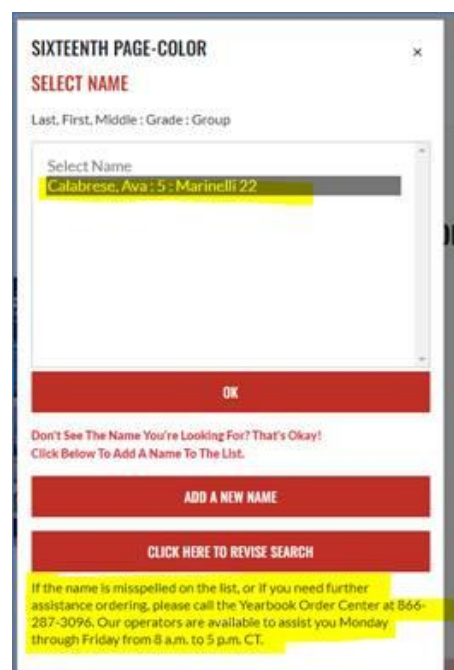 SIXTEENTH PAGE-COLOR ×
SELECT NAME
Last, First, Middle : Grade : Group
Select Name
Calabrese, Ava : 5 : Marinelli 22
OK
Don't See The Name You're Looking For? That's Okay!
Click Below To Add A Name To The List.
ADD A NEW NAME
CLICK HERE TO REVISE SEARCH
If the name is misspelled on the list, or if you need further
assistance ordering, please call the Yearbook Order Center at 866-
287-3096. Our operators are available to assist you Monday
through Friday from 8 a.m. to 5 p.m. CT.